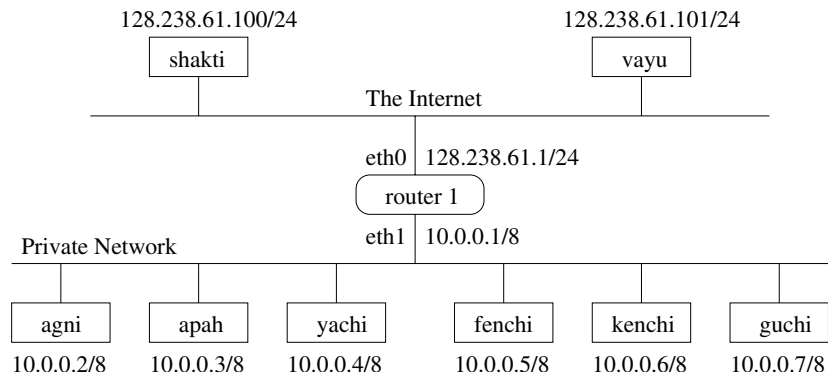 128.238.61.100/24 128.238.61.101/24
shakti vayu
The Internet
eth0 128.238.61.1/24
router 1
eth1 10.0.0.1/8
Private Network
agni apah yachi fenchi kenchi guchi
10.0.0.2/8 10.0.0.3/8 10.0.0.4/8 10.0.0.5/8 10.0.0.6/8 10.0.0.7/8